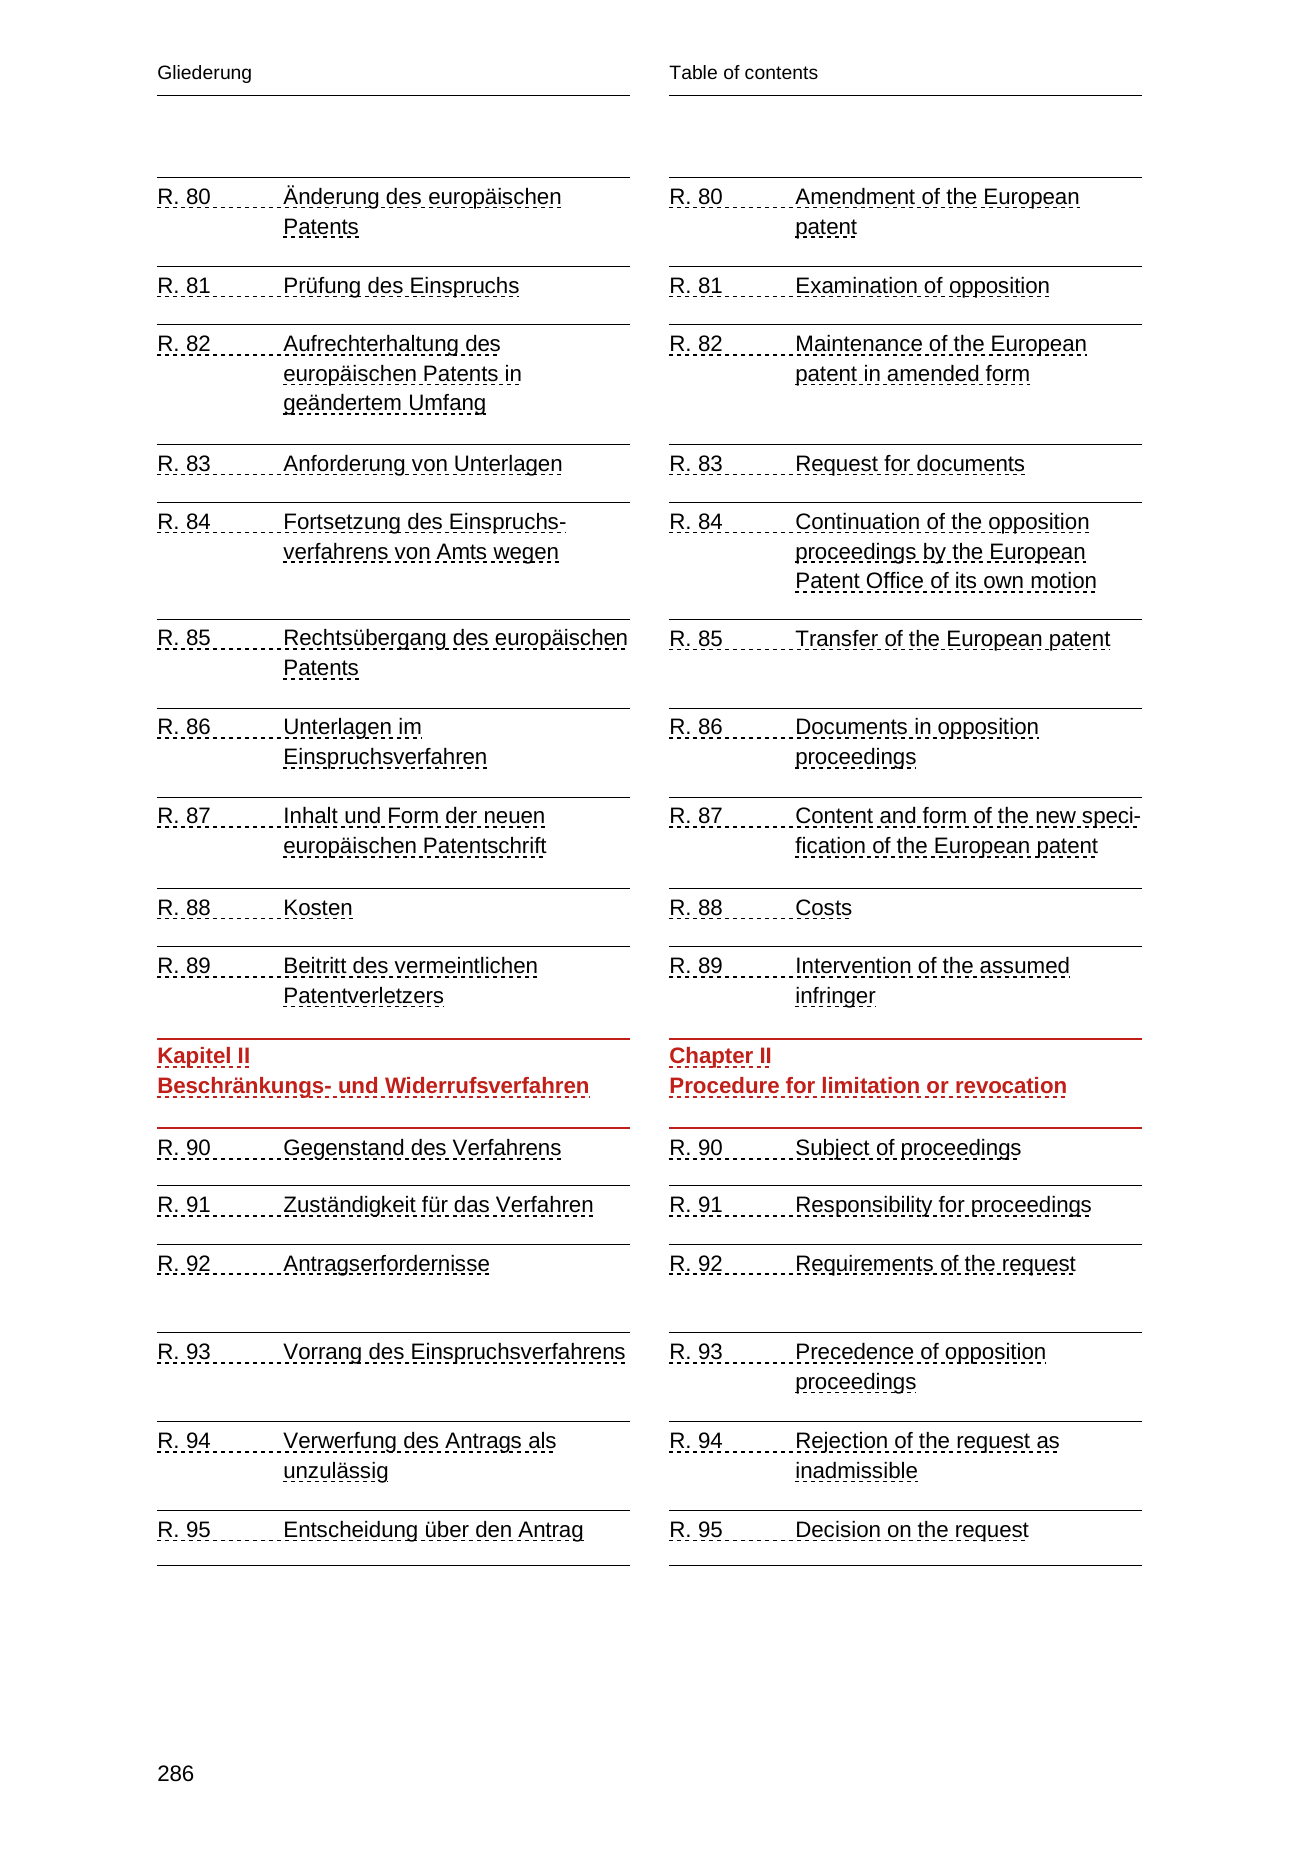 Gliederung
R. 80 Änderung des europäischen
Patents
R. 81 Prüfung des Einspruchs
R. 82 Aufrechterhaltung des
europäischen Patents in
geändertem Umfang
R. 83 Anforderung von Unterlagen
R. 84 Fortsetzung des Einspruchs-
verfahrens von Amts wegen
R. 85 Rechtsübergang des europäischen
Patents
R. 86 Unterlagen im
Einspruchsverfahren
R. 87 Inhalt und Form der neuen
europäischen Patentschrift
R. 88 Kosten
R. 89 Beitritt des vermeintlichen
Patentverletzers
Kapitel II
Beschränkungs- und Widerrufsverfahren
R. 90 Gegenstand des Verfahrens
R. 91 Zuständigkeit für das Verfahren
R. 92 Antragserfordernisse
R. 93 Vorrang des Einspruchsverfahrens
R. 94 Verwerfung des Antrags als
unzulässig
R. 95 Entscheidung über den Antrag
Table of contents
R. 80 Amendment of the European
patent
R. 81 Examination of opposition
R. 82 Maintenance of the European
patent in amended form
R. 83 Request for documents
R. 84 Continuation of the opposition
proceedings by the European
Patent Office of its own motion
R. 85 Transfer of the European patent
R. 86 Documents in opposition
proceedings
R. 87 Content and form of the new speci-
fication of the European patent
R. 88 Costs
R. 89 Intervention of the assumed
infringer
Chapter II
Procedure for limitation or revocation
R. 90 Subject of proceedings
R. 91 Responsibility for proceedings
R. 92 Requirements of the request
R. 93 Precedence of opposition
proceedings
R. 94 Rejection of the request as
inadmissible
R. 95 Decision on the request
286